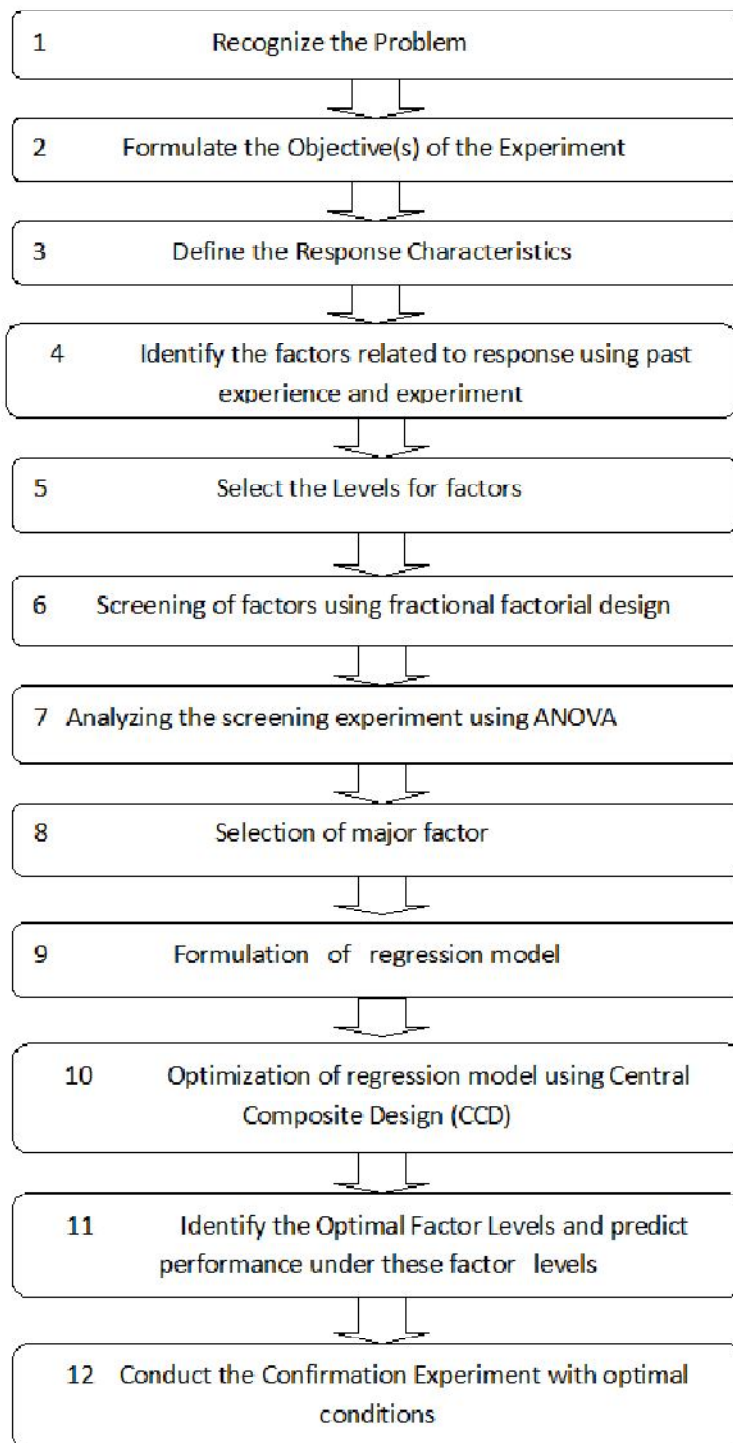 1 Recognize the Problem
2 Formulate the Objective(s) of the Experiment
3 Define the Response Characteristics
4 Identify the factors related to response using past
experience and experiment
5 Select the Levels for factors
6 Screening of factors using fractional factorial design
7 Analyzing the screening experiment using ANOVA
8 Selection of major factor
9 Formulation of regression model
10 Optimization of regression model using Central
Composite Design (CCD)
11 Identify the Optimal Factor Levels and predict
performance under these factor levels
12 Conduct the Confirmation Experiment with optimal
conditions